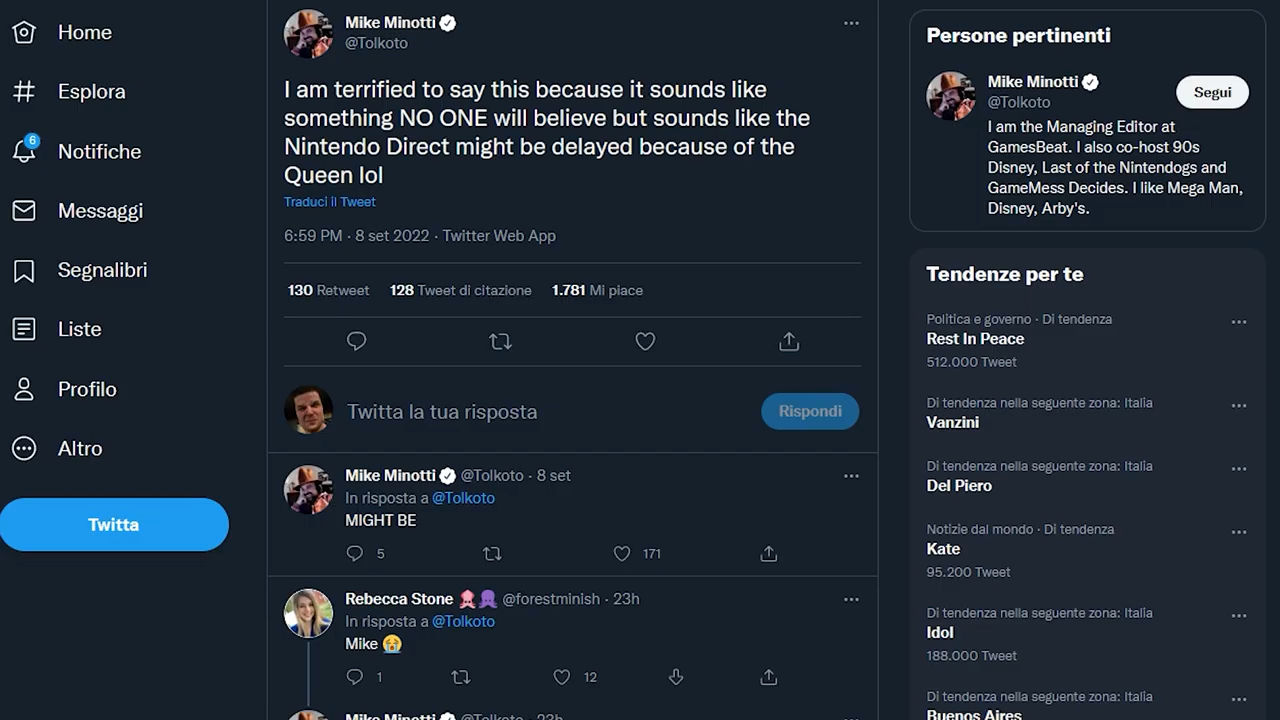 Home
Esplora
6
Notifiche
Messaggi
Segnalibri
Liste
Profilo
Altro
Twitta
Mike Minotti
@Tolkoto
I am terrified to say this because it sounds like
something NO ONE will believe but sounds like the
Nintendo Direct might be delayed because of the
Queen lol
Traduci il Tweet
6:59 PM · 8 set 2022 · Twitter Web App
130 Retweet 128 Tweet di citazione 1.781 Mi piace
Twitta la tua risposta
Rispondi
Mike Minotti @Tolkoto · 8 set
In risposta a @Tolkoto
MIGHT BE
5 171
Rebecca Stone @forestminish · 23h
In risposta a @Tolkoto
Mike 😭
1 12
Mike Minotti @Tolkoto · 23h
Persone pertinenti
Mike Minotti
@Tolkoto
Segui
I am the Managing Editor at
GamesBeat. I also co-host 90s
Disney, Last of the Nintendogs and
GameMess Decides. I like Mega Man,
Disney, Arby's.
Tendenze per te
Politica e governo · Di tendenza
Rest In Peace
512.000 Tweet
Di tendenza nella seguente zona: Italia
Vanzini
Di tendenza nella seguente zona: Italia
Del Piero
Notizie dal mondo · Di tendenza
Kate
95.200 Tweet
Di tendenza nella seguente zona: Italia
Idol
188.000 Tweet
Di tendenza nella seguente zona: Italia
Buenos Aires